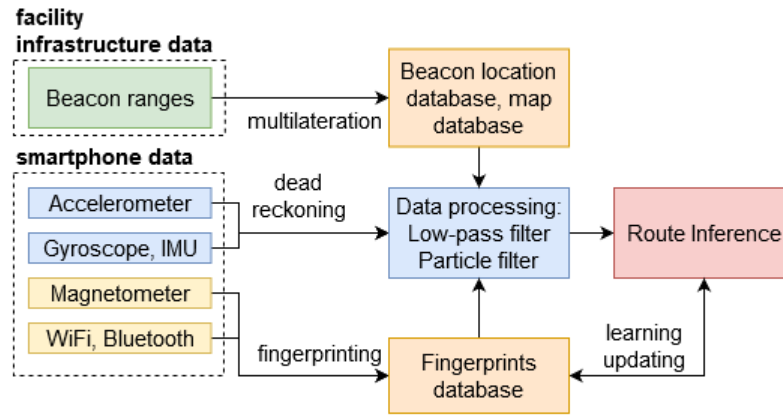 facility
infrastructure data
Beacon ranges
multilateration
Beacon location
database, map
database
smartphone data
Accelerometer
Gyroscope, IMU
Magnetometer
WiFi, Bluetooth
dead
reckoning
fingerprinting
Data processing:
Low-pass filter
Particle filter
Route Inference
Fingerprints
database
learning
updating